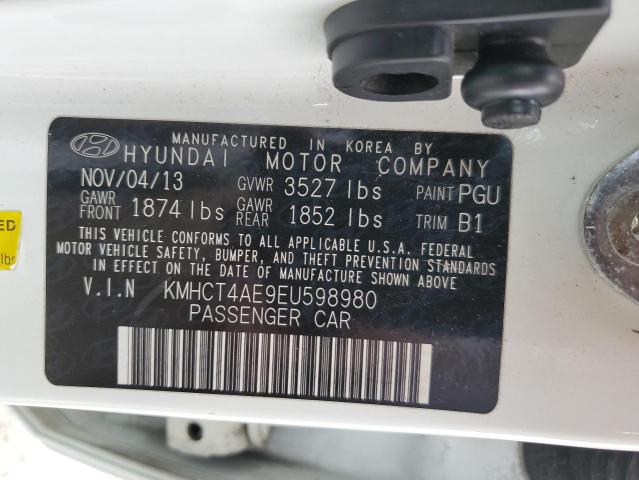 MANUFACTURED IN KOREA BY
HYUNDAI MOTOR COMPANY
NOV/04/13 GVWR 3527 lbs PAINT PGU
GAWR FRONT 1874 lbs GAWR REAR 1852 lbs TRIM B1
THIS VEHICLE CONFORMS TO ALL APPLICABLE U.S.A. FEDERAL
MOTOR VEHICLE SAFETY, BUMPER, AND THEFT PREVENTION STANDARDS
IN EFFECT ON THE DATE OF MANUFACTURE SHOWN ABOVE
V.I.N KMHCT4AE9EU598980
PASSENGER CAR
lbs